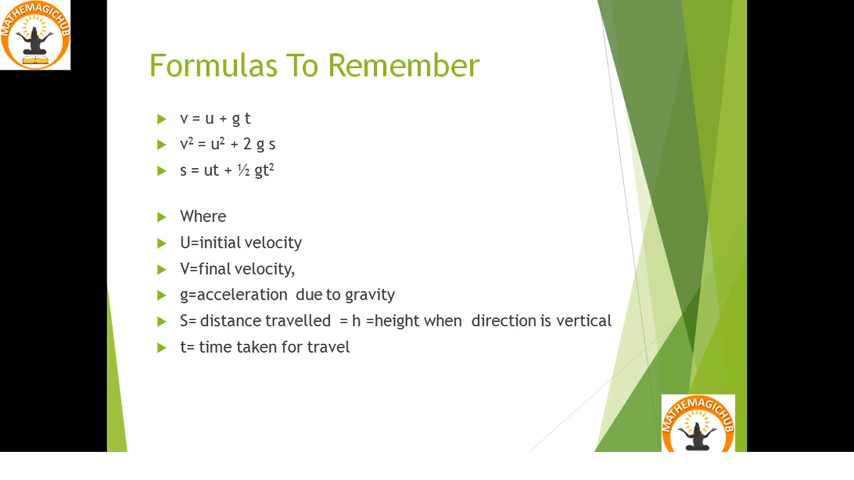 MATHEMAGICHUB
Formulas To Remember
v = u + g t
v² = u² + 2 g s
s = ut + ½ gt²
Where
U=initial velocity
V=final velocity,
g=acceleration due to gravity
S= distance travelled = h =height when direction is vertical
t= time taken for travel
MATHEMAGICHUB